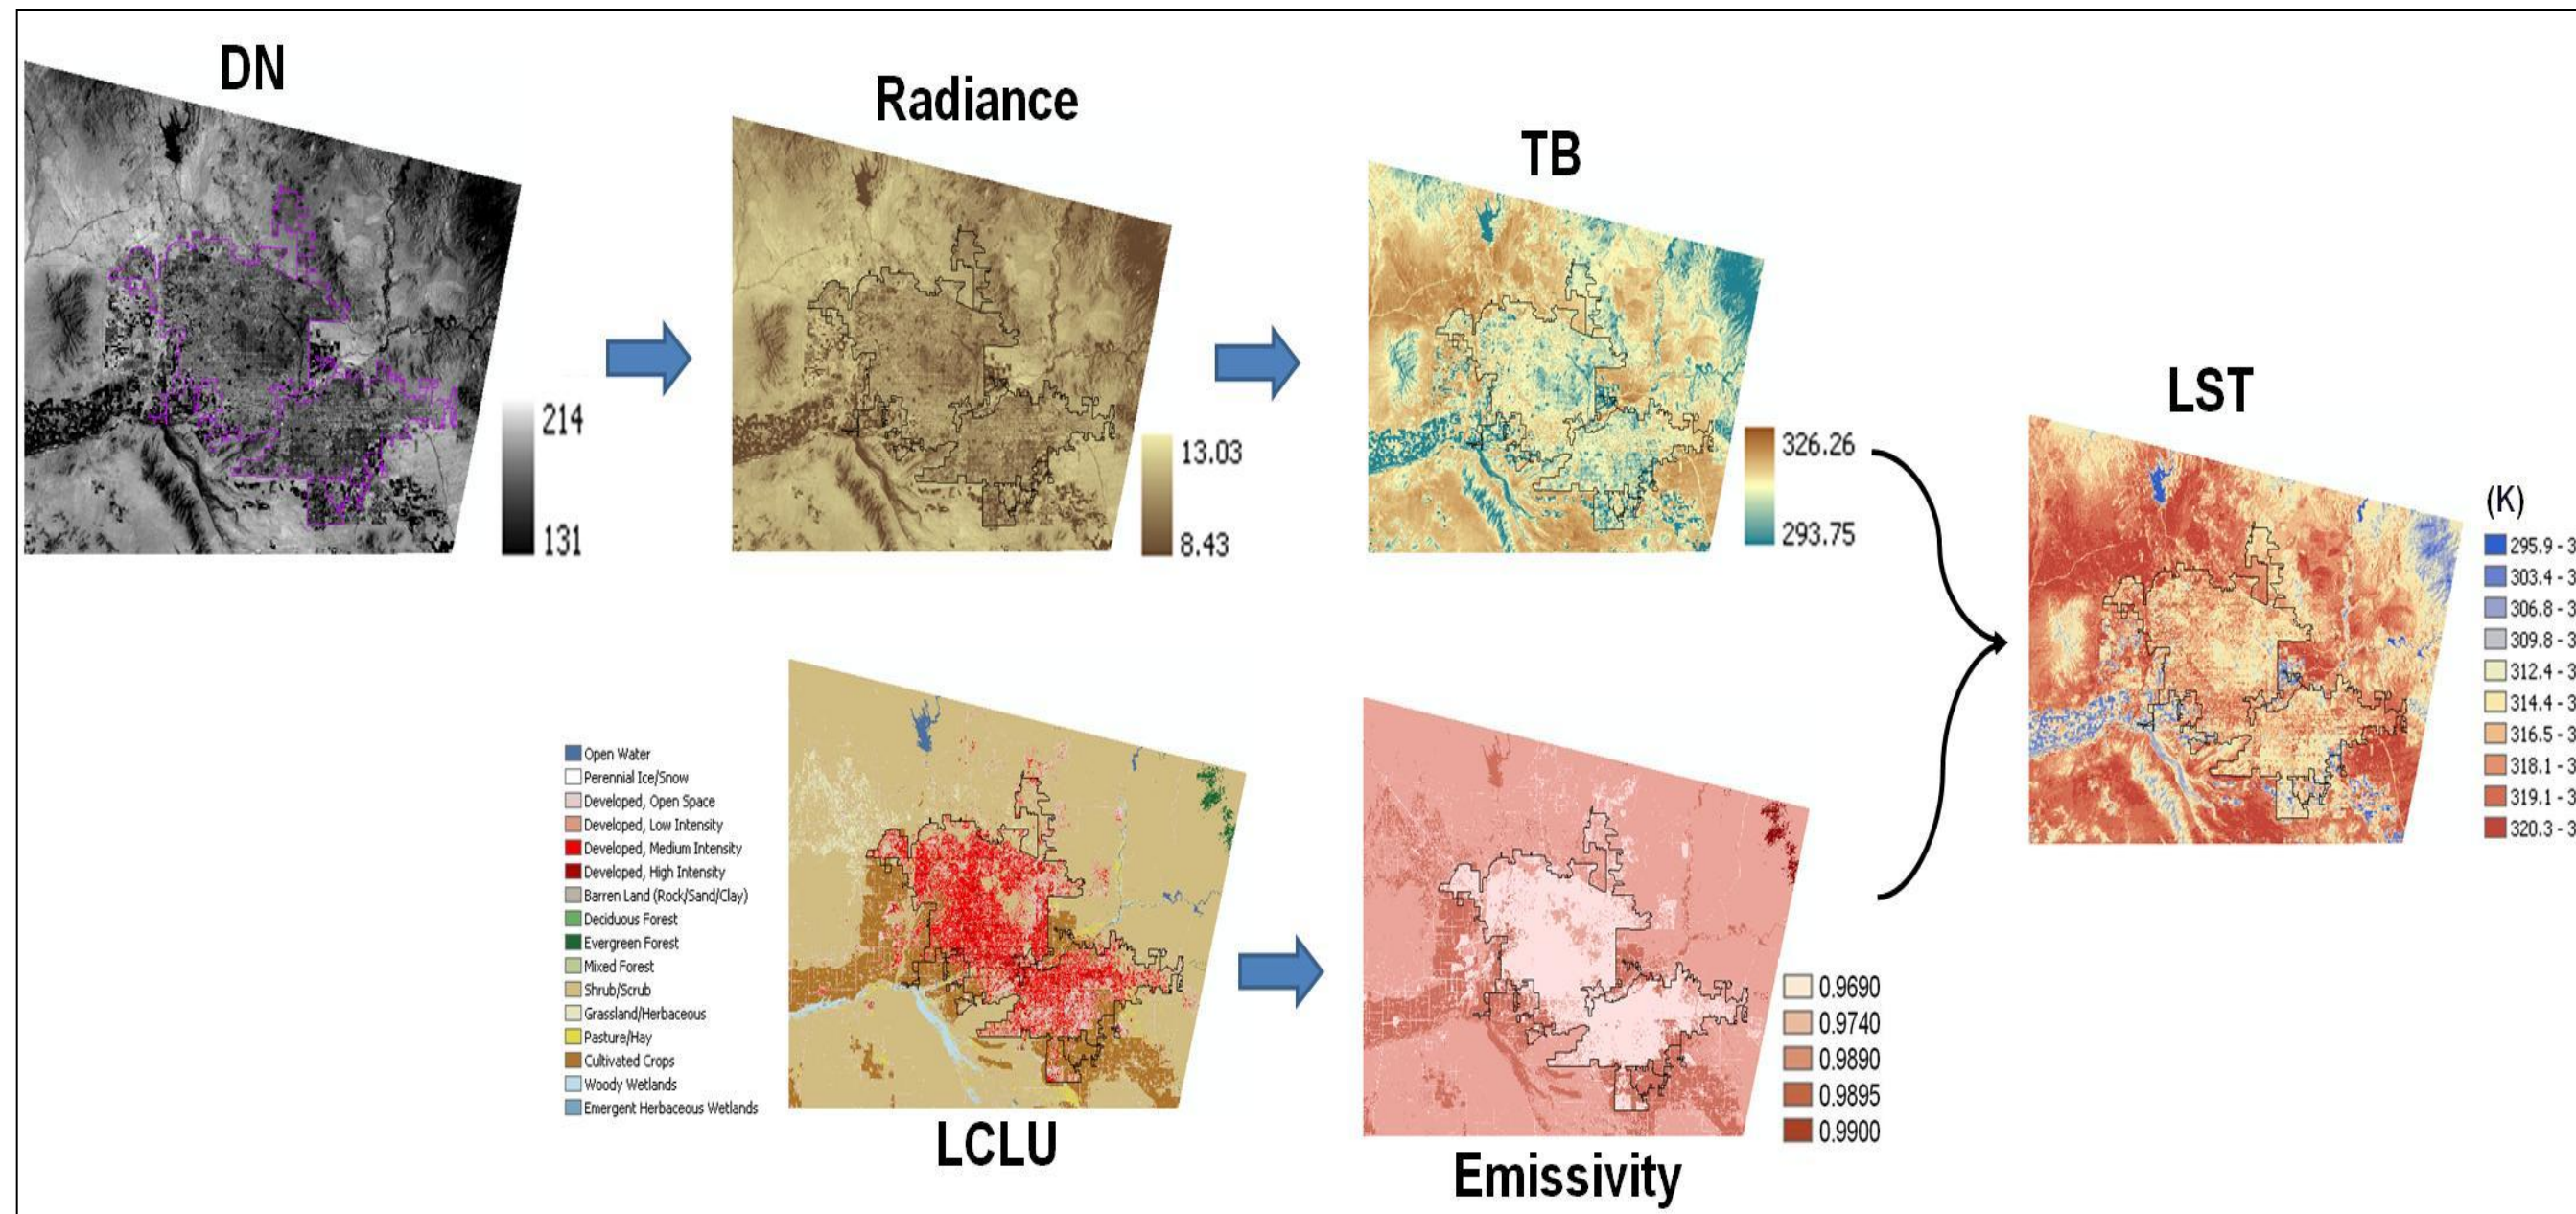 DN
214
131
Radiance
13.03
8.43
TB
326.26
293.75
LST
(K)
295.9 - 3
303.4 - 3
306.8 - 3
309.8 - 3
312.4 - 3
314.4 - 3
316.5 - 3
318.1 - 3
319.1 - 3
320.3 - 3
Open Water
Perennial Ice/Snow
Developed, Open Space
Developed, Low Intensity
Developed, Medium Intensity
Developed, High Intensity
Barren Land (Rock/Sand/Clay)
Deciduous Forest
Evergreen Forest
Mixed Forest
Shrub/Scrub
Grassland/Herbaceous
Pasture/Hay
Cultivated Crops
Woody Wetlands
Emergent Herbaceous Wetlands
LCLU
0.9690
0.9740
0.9890
0.9895
0.9900
Emissivity